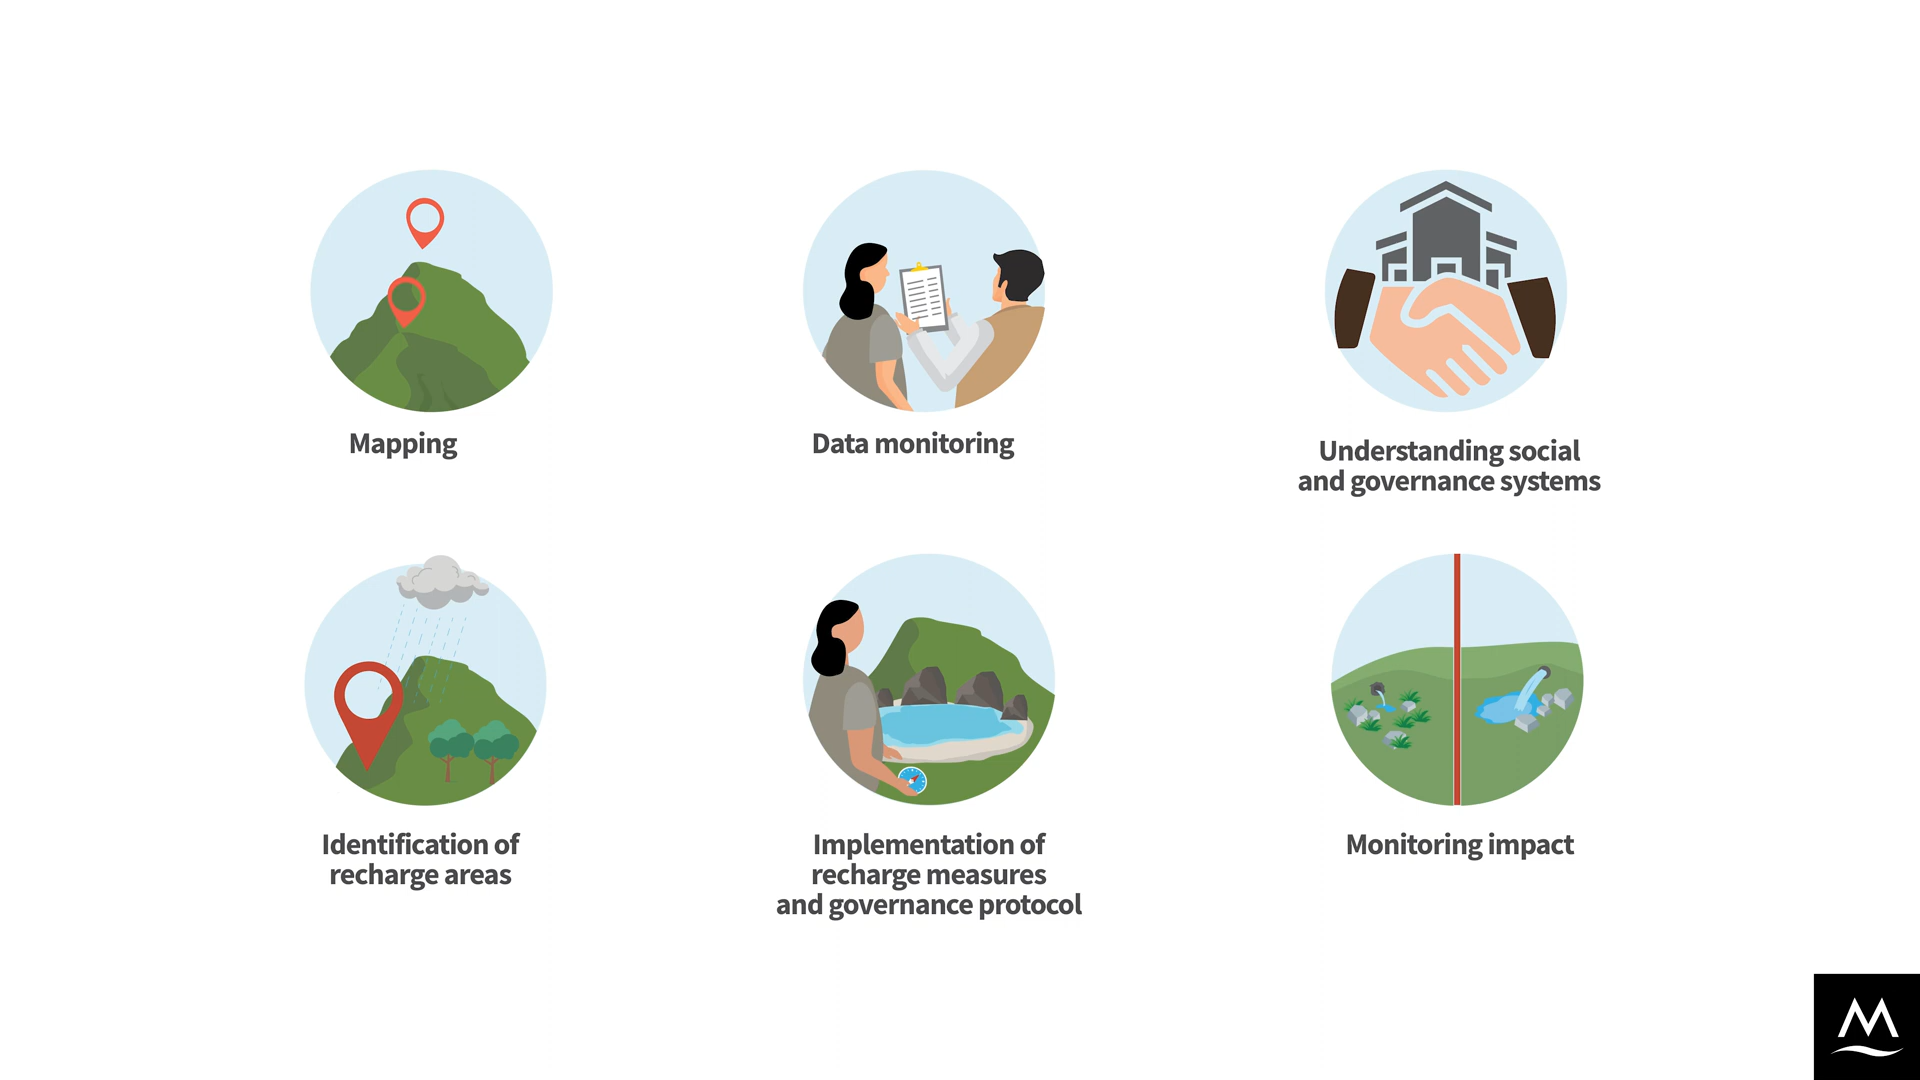 Mapping
Data monitoring
Understanding social
and governance systems
Identification of
recharge areas
Implementation of
recharge measures
and governance protocol
Monitoring impact